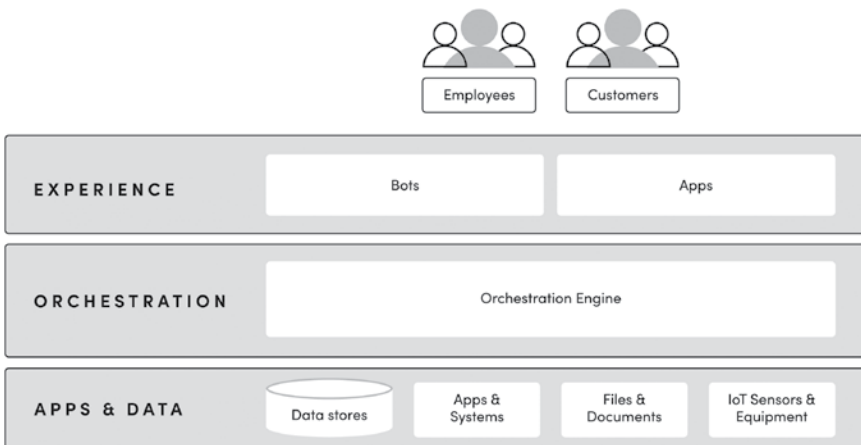 Employees
Customers
EXPERIENCE
Bots
Apps
ORCHESTRATION
Orchestration Engine
APPS & DATA
Data stores
Apps &
Systems
Files &
Documents
IoT Sensors &
Equipment